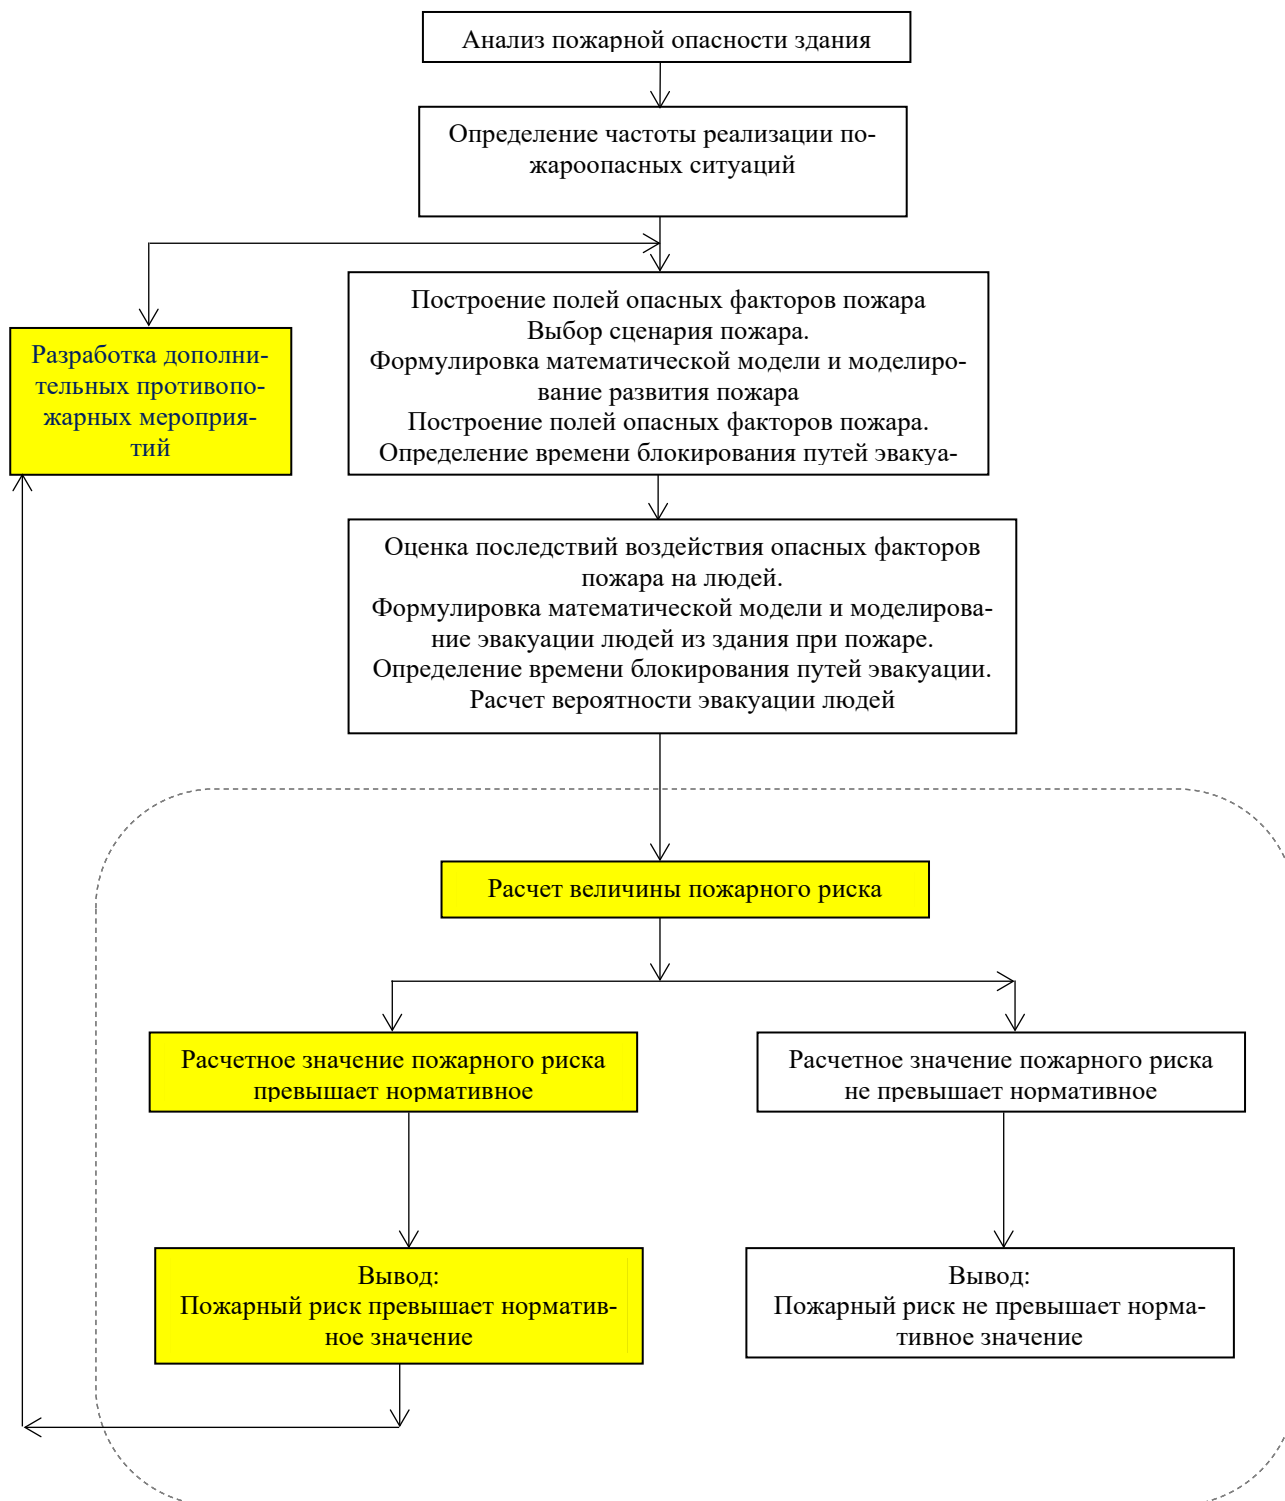 Анализ пожарной опасности здания
Определение частоты реализации по-
жароопасных ситуаций
Построение полей опасных факторов пожара
Выбор сценария пожара.
Формулировка математической модели и моделиро-
вание развития пожара
Построение полей опасных факторов пожара.
Определение времени блокирования путей эвакуа-
Разработка дополни-
тельных противопо-
жарных мероприя-
тий
Оценка последствий воздействия опасных факторов
пожара на людей.
Формулировка математической модели и моделирова-
ние эвакуации людей из здания при пожаре.
Определение времени блокирования путей эвакуации.
Расчет вероятности эвакуации людей
Расчет величины пожарного риска
Расчетное значение пожарного риска
превышает нормативное
Расчетное значение пожарного риска
не превышает нормативное
Вывод:
Пожарный риск превышает норматив-
ное значение
Вывод:
Пожарный риск не превышает норма-
тивное значение